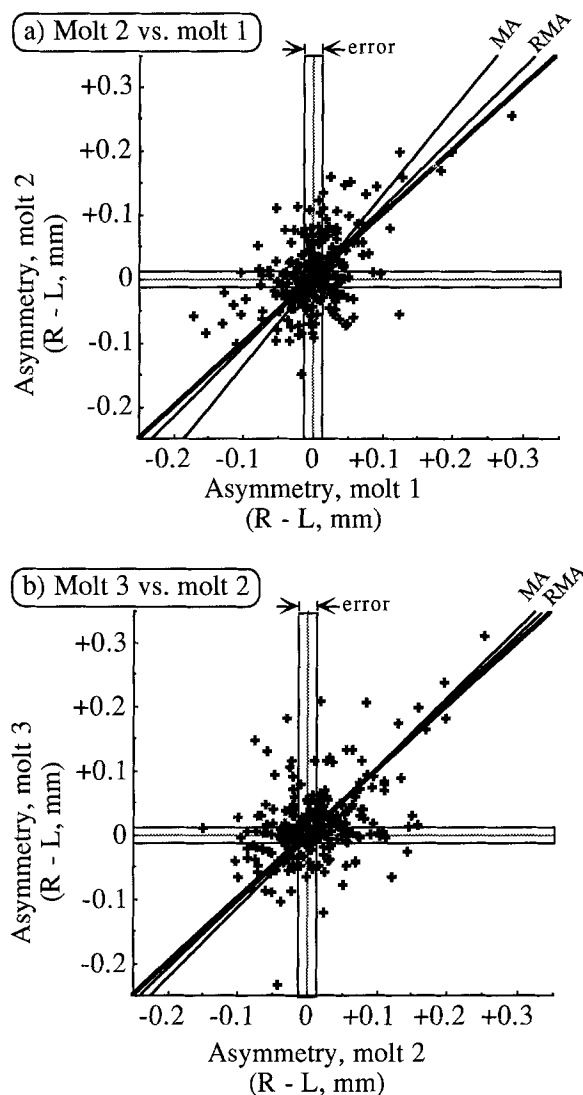 a) Molt 2 vs. molt 1
error
MA
RMA
+0.3
+0.2
+0.1
0
-0.1
-0.2
Asymmetry, molt 2
(R - L, mm)
-0.2 -0.1 0 +0.1 +0.2 +0.3
Asymmetry, molt 1
(R - L, mm)
b) Molt 3 vs. molt 2
error
MA
RMA
+0.3
+0.2
+0.1
0
-0.1
-0.2
Asymmetry, molt 3
(R - L, mm)
-0.2 -0.1 0 +0.1 +0.2 +0.3
Asymmetry, molt 2
(R - L, mm)